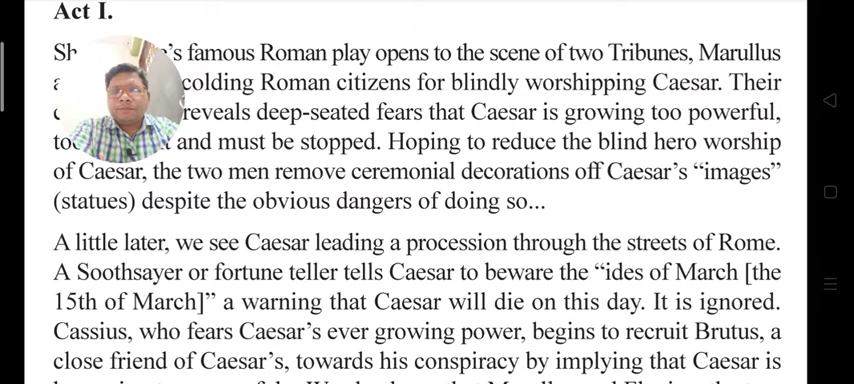 Act I.
Sh 's famous Roman play opens to the scene of two Tribunes, Marullus
colding Roman citizens for blindly worshipping Caesar. Their
reveals deep-seated fears that Caesar is growing too powerful,
too and must be stopped. Hoping to reduce the blind hero worship
of Caesar, the two men remove ceremonial decorations off Caesar's "images"
(statues) despite the obvious dangers of doing so...
A little later, we see Caesar leading a procession through the streets of Rome.
A Soothsayer or fortune teller tells Caesar to beware the "ides of March [the
15th of March]" a warning that Caesar will die on this day. It is ignored.
Cassius, who fears Caesar's ever growing power, begins to recruit Brutus, a
close friend of Caesar's, towards his conspiracy by implying that Caesar is